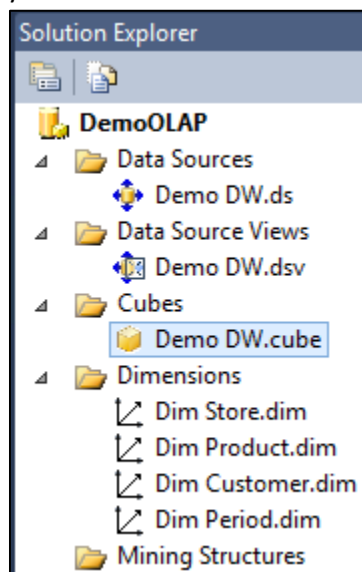 Solution Explorer
DemoOLAP
Data Sources
Demo DW.ds
Data Source Views
Demo DW.dsv
Cubes
Demo DW.cube
Dimensions
Dim Store.dim
Dim Product.dim
Dim Customer.dim
Dim Period.dim
Mining Structures